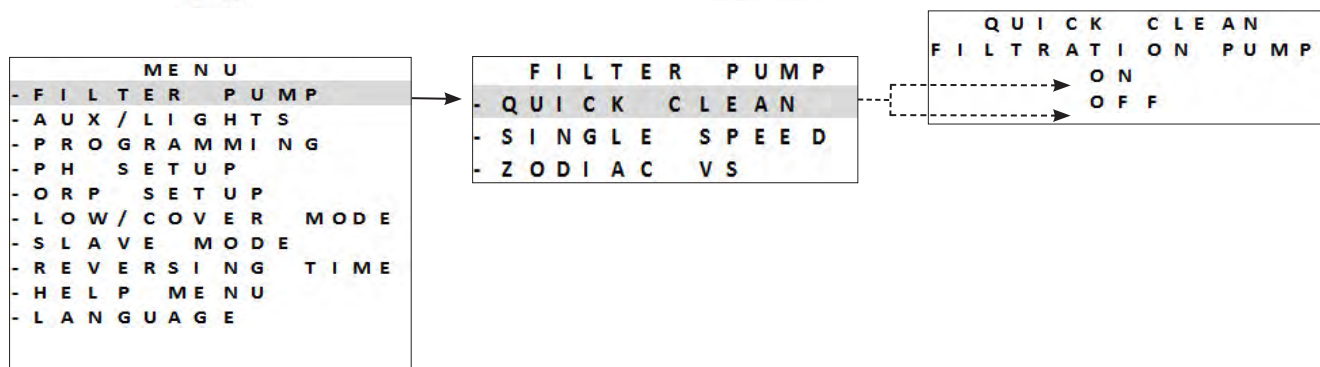 MENU
- FILTER PUMP
- AUX/LIGHTS
- PROGRAMMING
- PH SETUP
- ORP SETUP
- LOW/COVER MODE
- SLAVE MODE
- REVERSING TIME
- HELP MENU
- LANGUAGE
FILTER PUMP
- QUICK CLEAN
- SINGLE SPEED
- ZODIAC VS
QUICK CLEAN
FILTRATION PUMP
ON
OFF